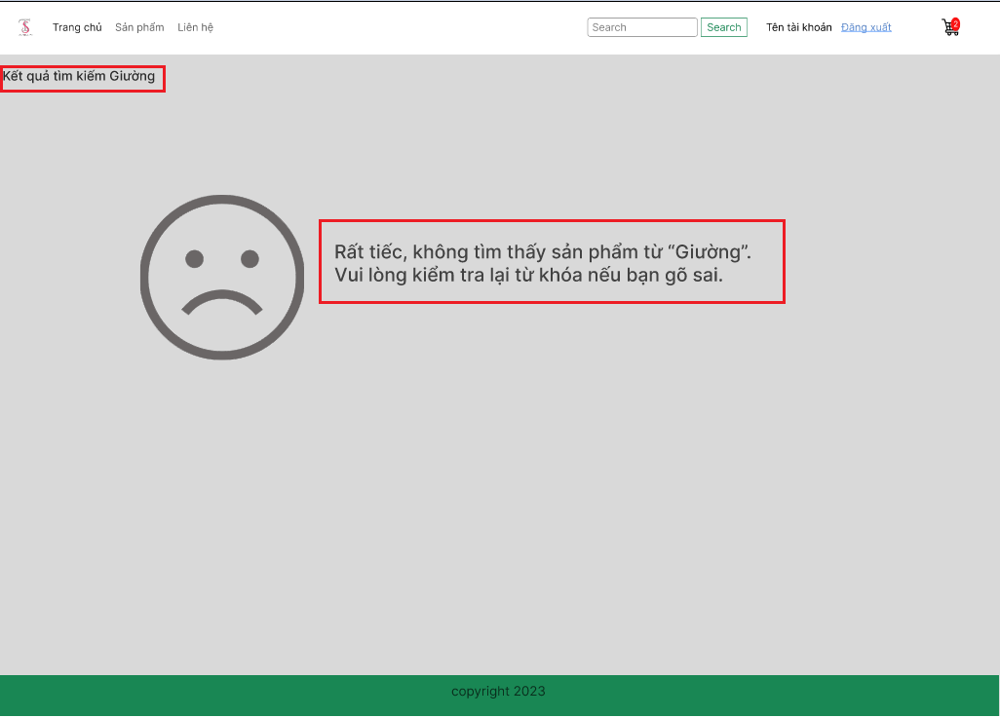 Trang chủ Sản phẩm Liên hệ Search Search Tên tài khoản Đăng xuất 2
Kết quả tìm kiếm Giường
Rất tiếc, không tìm thấy sản phẩm từ “Giường”.
Vui lòng kiểm tra lại từ khóa nếu bạn gõ sai.
copyright 2023